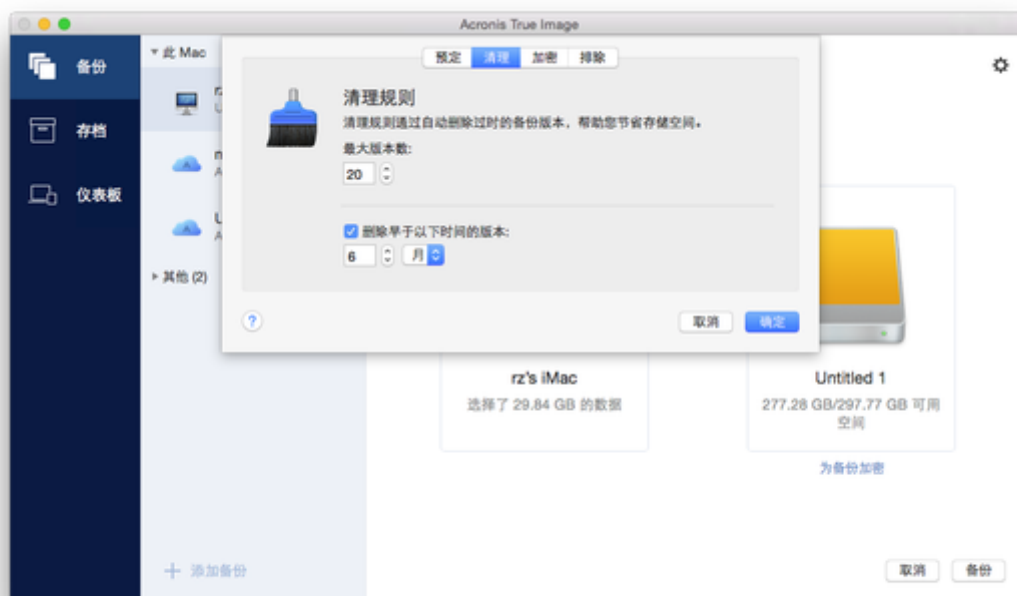 Acronis True Image
备份
存档
仪表板
此 Mac
其他 (2)
添加备份
预定
清理
加密
排除
清理规则
清理规则通过自动删除过时的备份版本，帮助您节省存储空间。
最大版本数:
20
删除早于以下时间的版本:
6
月
?
取消
确定
rz's iMac
选择了 29.84 GB 的数据
Untitled 1
277.28 GB/297.77 GB 可用
空间
为备份加密
取消
备份